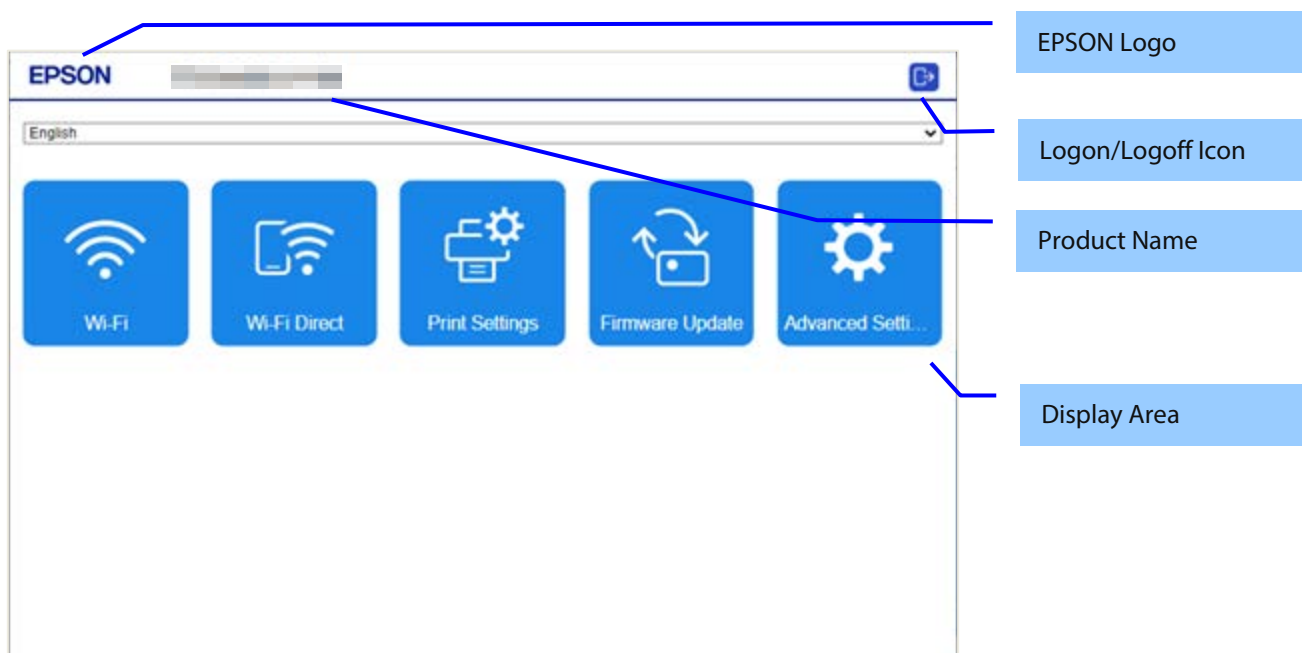 EPSON Logo
EPSON
Logon/Logoff Icon
English
Product Name
Wi-Fi
Wi-Fi Direct
Print Settings
Firmware Update
Advanced Setti...
Display Area